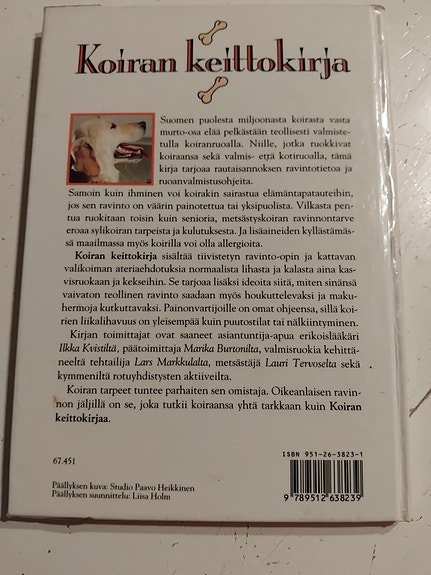 Koiran keittokirja
Suomen puolesta miljoonasta koirasta vasta
murto-osa elää pelkästään teollisesti valmiste-
tulla koiranruoalla. Niille, jotka ruokkivat
koiraansa sekä valmis- että kotiruoalla, tämä
kirja tarjoaa rautaisannoksen ravintotietoa ja
ruoanvalmistusohjeita.
Samoin kuin ihminen voi koirakin sairastua elämäntapatauteihin,
jos sen ravinto on väärin painotettua tai yksipuolista. Vilkasta pen-
tua ruokitaan toisin kuin senioria, metsästyskoiran ravinnontarve
eroaa sylikoiran tarpeista ja kulutuksesta. Ja lisäaineiden kyllästämäs-
sä maailmassa myös koirilla voi olla allergioita.
Koiran keittokirja sisältää tiivistetyn ravinto-opin ja kattavan
valikoiman ateriaehdotuksia normaalista lihasta ja kalasta aina kas-
visruokaan ja kekseihin. Se tarjoaa lisäksi ideoita siitä, miten sinänsä
vaivaton teollinen ravinto saadaan myös houkuttelevaksi ja maku-
hermoja kutkuttavaksi. Painonvartijoille on omat ohjeensa, sillä koi-
rien liikalihavuus on yleisempää kuin puutostilat tai nälkiintyminen.
Kirjan toimittajat ovat saaneet asiantuntija-apua erikoislääkäri
Ilkka Kvistiltä, päätoimittaja Marika Burtonilta, valmisruokia kehittä-
neeltä tehtailija Lars Markkulalta, metsästäjä Lauri Tervoselta sekä
kymmeniltä rotuyhdistysten aktiiveilta.
Koiran tarpeet tuntee parhaiten sen omistaja. Oikeanlaisen ravin-
non jäljillä on se, joka tutkii koiraansa yhtä tarkkaan kuin Koiran
keittokirjaa.
67.451
Päällyksen kuva: Studio Paavo Heikkinen
Päällyksen suunnittelu: Liisa Holm
ISBN 951-26-3823-1
9 789512 638239